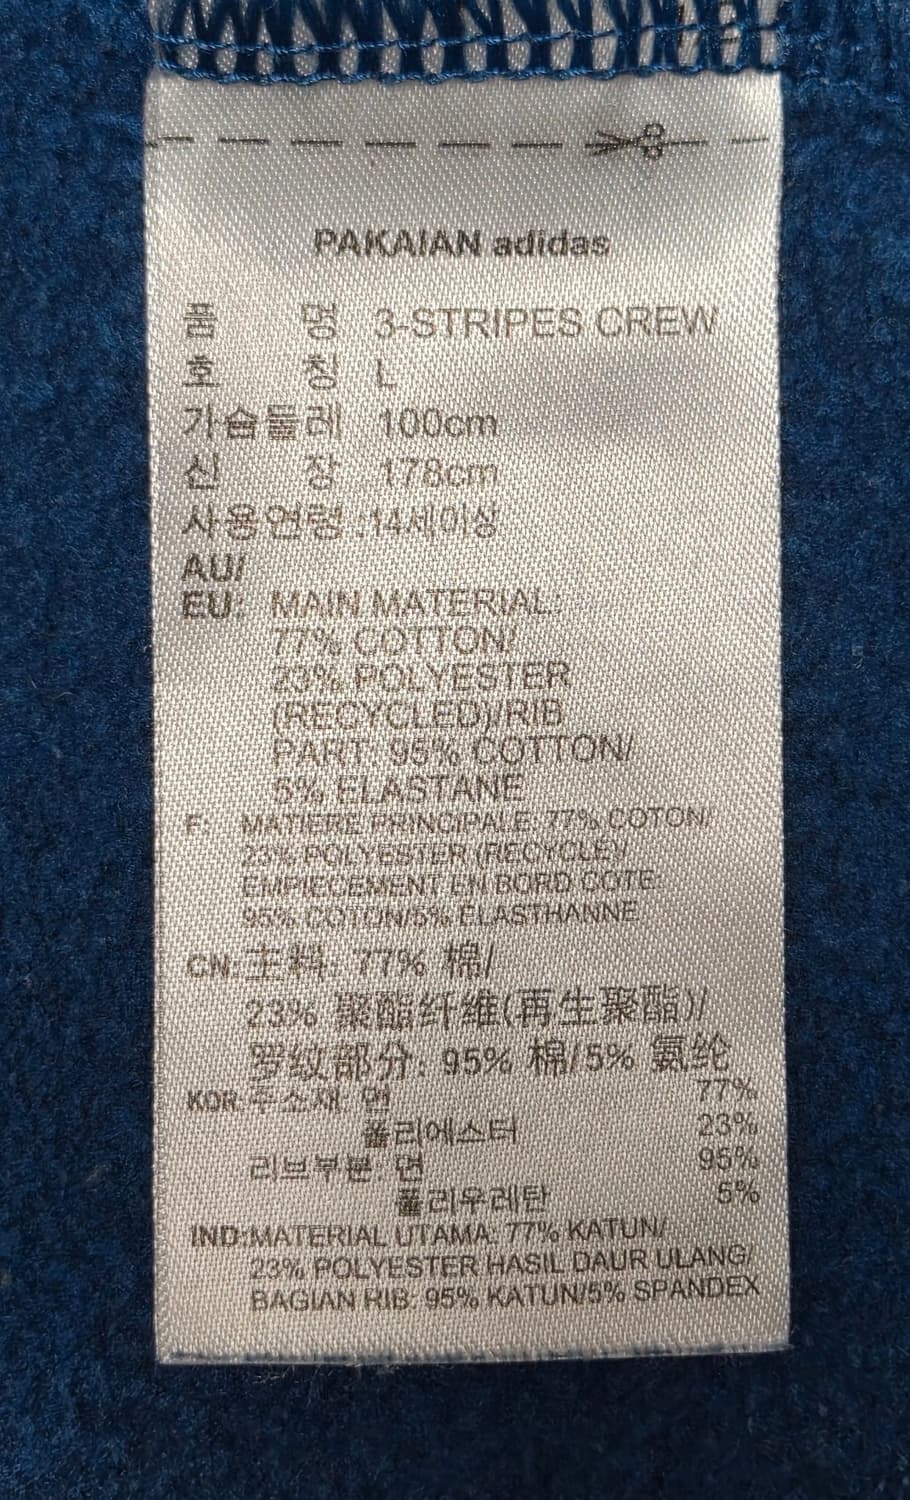 PAKAIAN adidas
품 명 3-STRIPES CREW
호 칭 L
가슴둘레 100cm
신 장 178cm
사용연령 :14세이상
AU/
EU: MAIN MATERIAL:
77% COTTON/
23% POLYESTER
(RECYCLED)/RIB
PART: 95% COTTON/
5% ELASTANE
F: MATIERE PRINCIPALE: 77% COTON/
23% POLYESTER (RECYCLE)/
EMPIECEMENT EN BORD COTE:
95% COTON/5% ELASTHANNE
CN: 主料: 77% 棉/
23% 聚酯纤维(再生聚酯)/
罗纹部分: 95% 棉/5% 氨纶
KOR: 주소재: 면 77%
폴리에스터 23%
리브부분: 면 95%
폴리우레탄 5%
IND:MATERIAL UTAMA: 77% KATUN/
23% POLYESTER HASIL DAUR ULANG/
BAGIAN RIB: 95% KATUN/5% SPANDEX